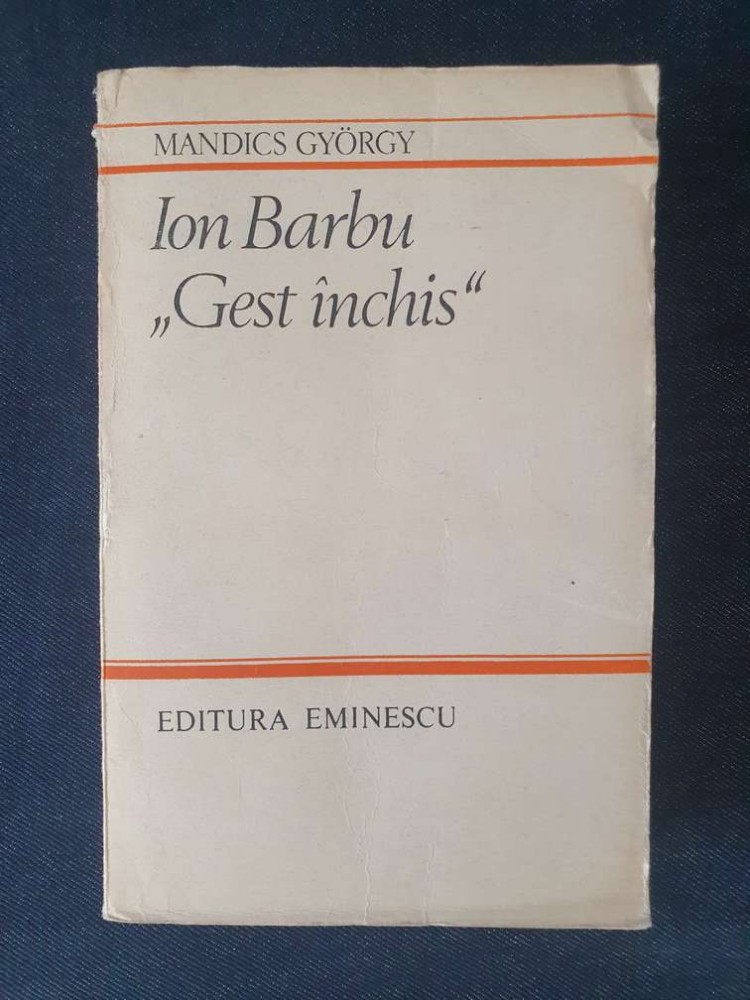 MANDICS GYÖRGY
Ion Barbu
„Gest închis“
EDITURA EMINESCU